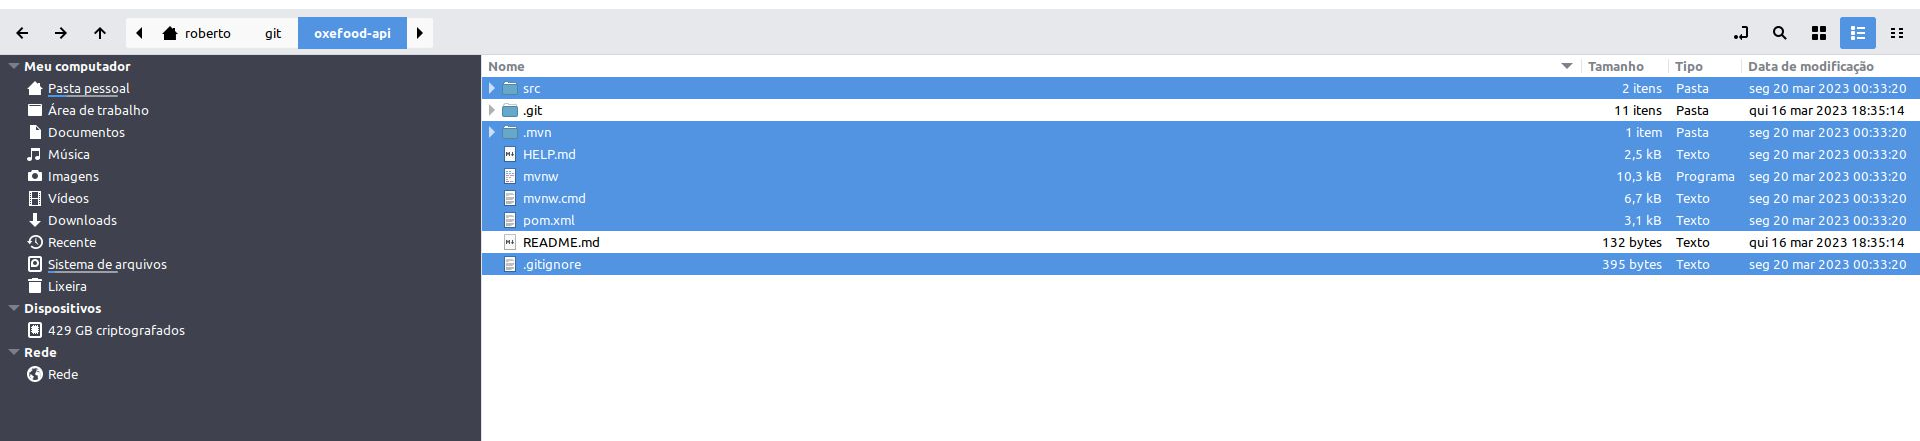 roberto git oxefood-api
Meu computador
Pasta pessoal
Área de trabalho
Documentos
Música
Imagens
Vídeos
Downloads
Recente
Sistema de arquivos
Lixeira
Dispositivos
429 GB criptografados
Rede
Rede
Nome Tamanho Tipo Data de modificação
src 2 itens Pasta seg 20 mar 2023 00:33:20
.git 11 itens Pasta qui 16 mar 2023 18:35:14
.mvn 1 item Pasta seg 20 mar 2023 00:33:20
HELP.md 2,5 kB Texto seg 20 mar 2023 00:33:20
mvnw 10,3 kB Programa seg 20 mar 2023 00:33:20
mvnw.cmd 6,7 kB Texto seg 20 mar 2023 00:33:20
pom.xml 3,1 kB Texto seg 20 mar 2023 00:33:20
README.md 132 bytes Texto qui 16 mar 2023 18:35:14
.gitignore 395 bytes Texto seg 20 mar 2023 00:33:20